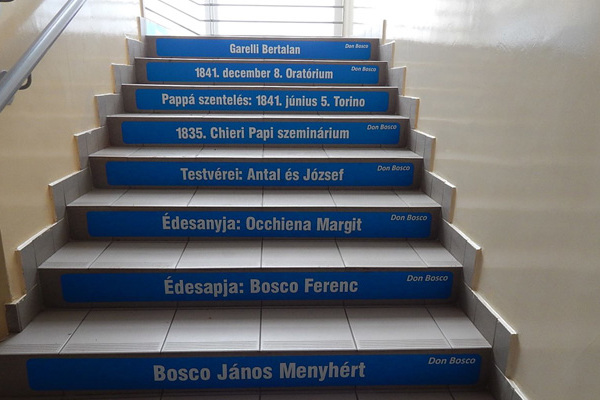 Garelli Bertalan Don Bosco
1841. december 8. Oratórium Don Bosco
Pappá szentelés: 1841. június 5. Torino Don Bosco
1835. Chieri Papi szeminárium Don Bosco
Testvérei: Antal és József Don Bosco
Édesanyja: Occhiena Margit Don Bosco
Édesapja: Bosco Ferenc Don Bosco
Bosco János Menyhért Don Bosco